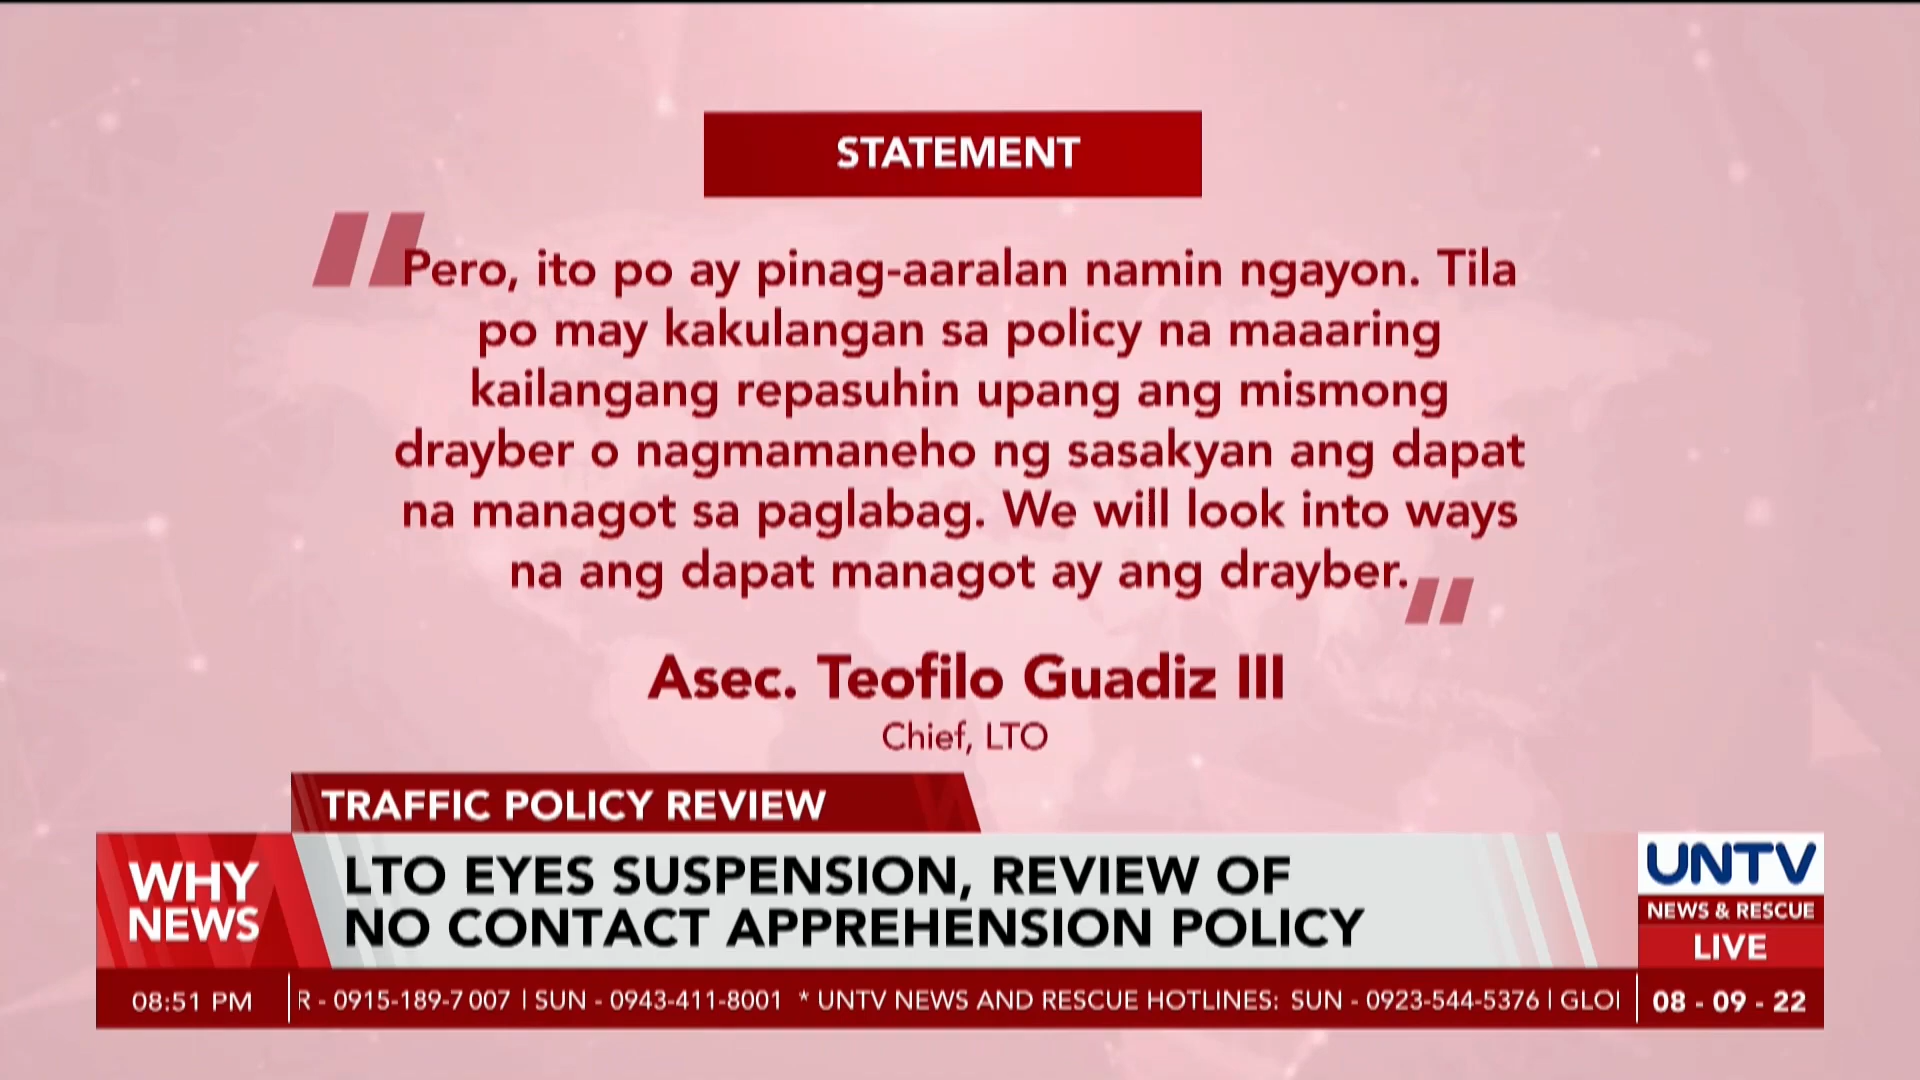 STATEMENT
"Pero, ito po ay pinag-aaralan namin ngayon. Tila
po may kakulangan sa policy na maaaring
kailangang repasuhin upang ang mismong
drayber o nagmamaneho ng sasakyan ang dapat
na managot sa paglabag. We will look into ways
na ang dapat managot ay ang drayber."
Asec. Teofilo Guadiz III
Chief, LTO
TRAFFIC POLICY REVIEW
WHY
NEWS
LTO EYES SUSPENSION, REVIEW OF
NO CONTACT APPREHENSION POLICY
UNTV
NEWS & RESCUE
LIVE
08:51 PM
R - 0915-189-7007 | SUN - 0943-411-8001 * UNTV NEWS AND RESCUE HOTLINES: SUN - 0923-544-5376 | GLO
08 - 09 - 22